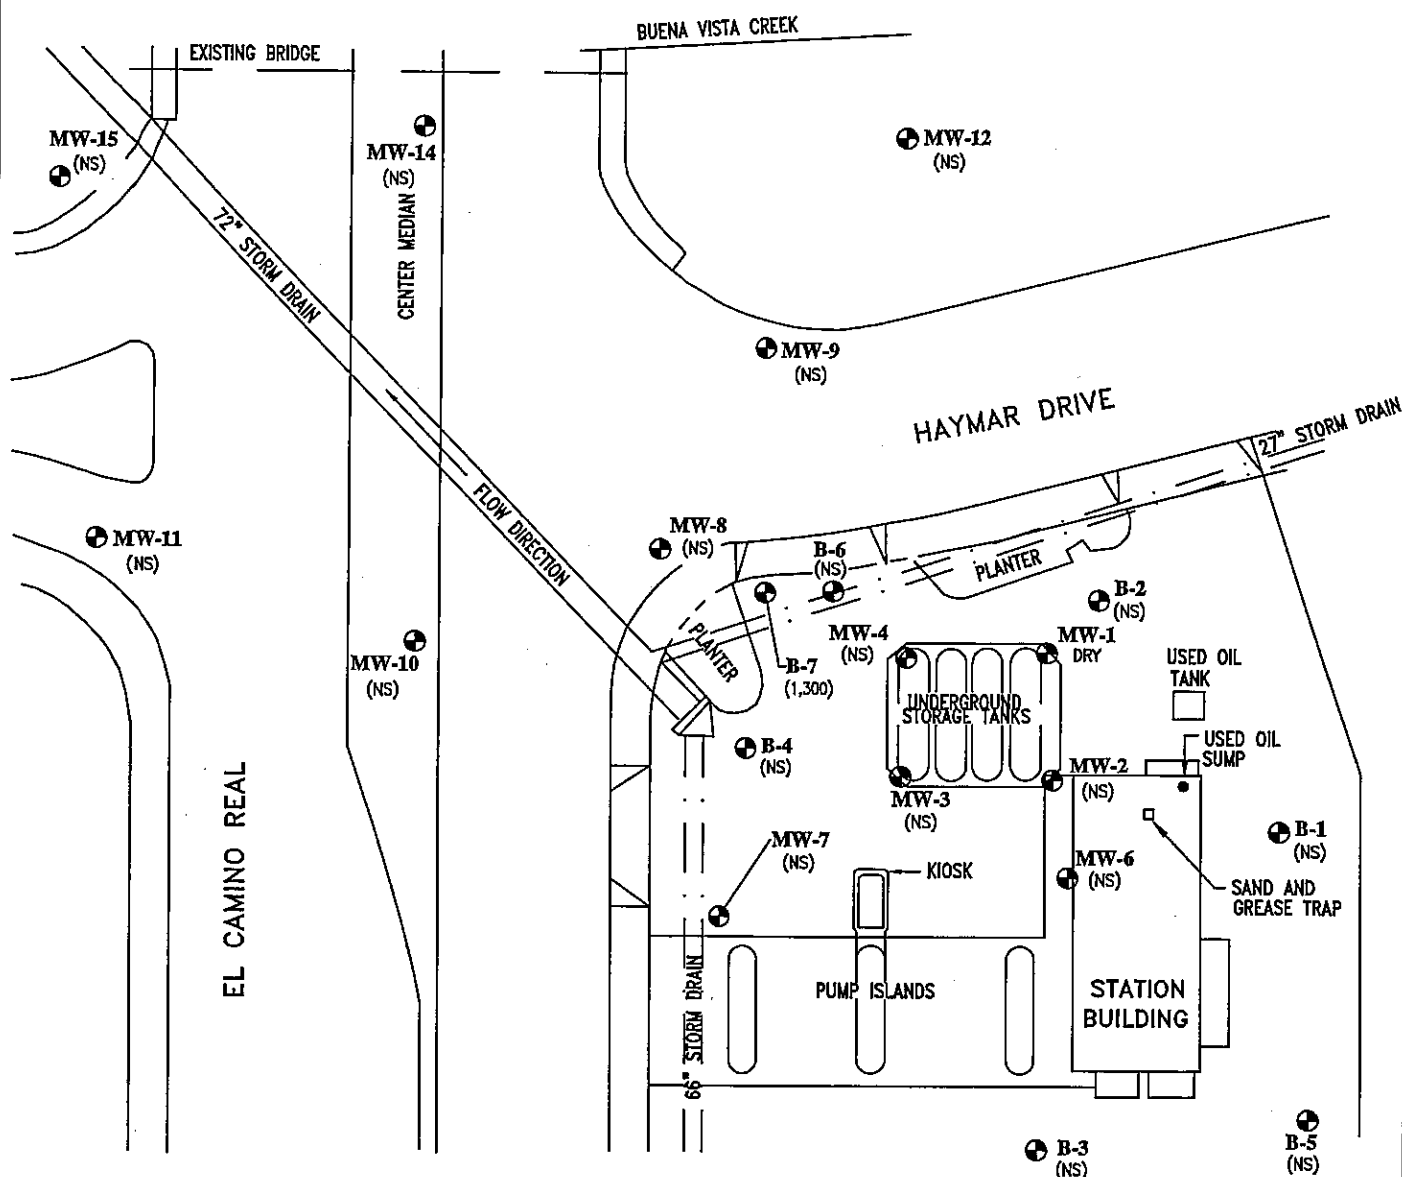 BUENA VISTA CREEK
EXISTING BRIDGE
MW-15
(NS)
MW-14
(NS)
MW-12
(NS)
CENTER MEDIAN
72" STORM DRAIN
MW-9
(NS)
HAYMAR DRIVE
27" STORM DRAIN
FLOW DIRECTION
MW-11
(NS)
MW-8
(NS)
B-6
(NS)
PLANTER
B-2
(NS)
MW-10
(NS)
PLANTER
B-7
(1,300)
MW-4
(NS)
MW-1
DRY
USED OIL
TANK
UNDERGROUND
STORAGE TANKS
USED OIL
SUMP
B-4
(NS)
MW-3
(NS)
MW-2
(NS)
B-1
(NS)
MW-7
(NS)
KIOSK
MW-6
(NS)
SAND AND
GREASE TRAP
EL CAMINO REAL
66" STORM DRAIN
PUMP ISLANDS
STATION
BUILDING
B-3
(NS)
B-5
(NS)